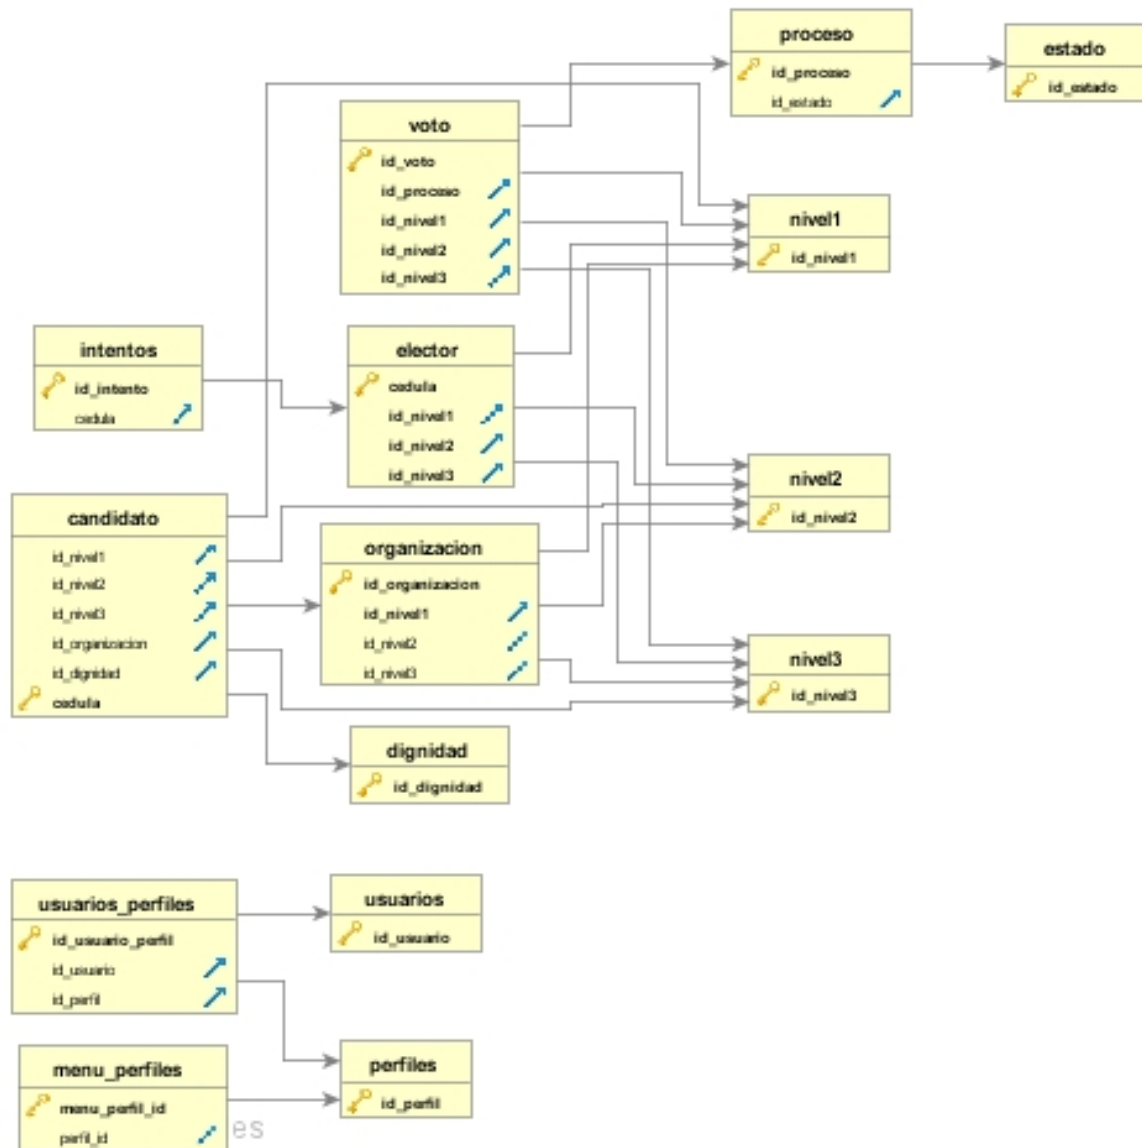 proceso
id_proceso
id_estado
estado
id_estado
voto
id_voto
id_proceso
id_nivel1
id_nivel2
id_nivel3
nivel1
id_nivel1
intentos
id_intento
cedula
elector
cedula
id_nivel1
id_nivel2
id_nivel3
nivel2
id_nivel2
candidato
id_nivel1
id_nivel2
id_nivel3
id_organizacion
id_dignidad
cedula
organizacion
id_organizacion
id_nivel1
id_nivel2
id_nivel3
nivel3
id_nivel3
dignidad
id_dignidad
usuarios_perfiles
id_usuario_perfil
id_usuario
id_perfil
usuarios
id_usuario
menu_perfiles
menu_perfil_id
perfil_id
es
perfiles
id_perfil